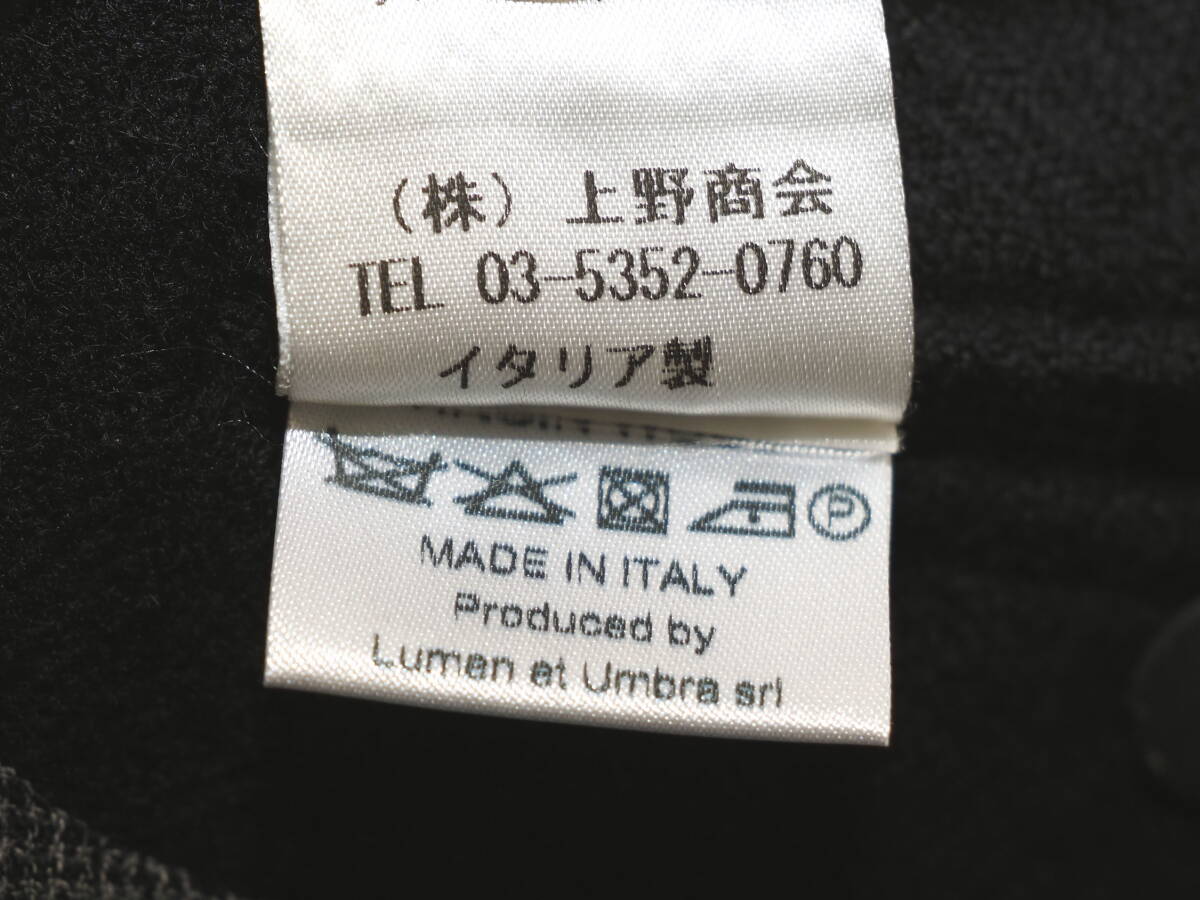 (株) 上野商会
TEL 03-5352-0760
イタリア製
P
MADE IN ITALY
Produced by
Lumen et Umbra srl